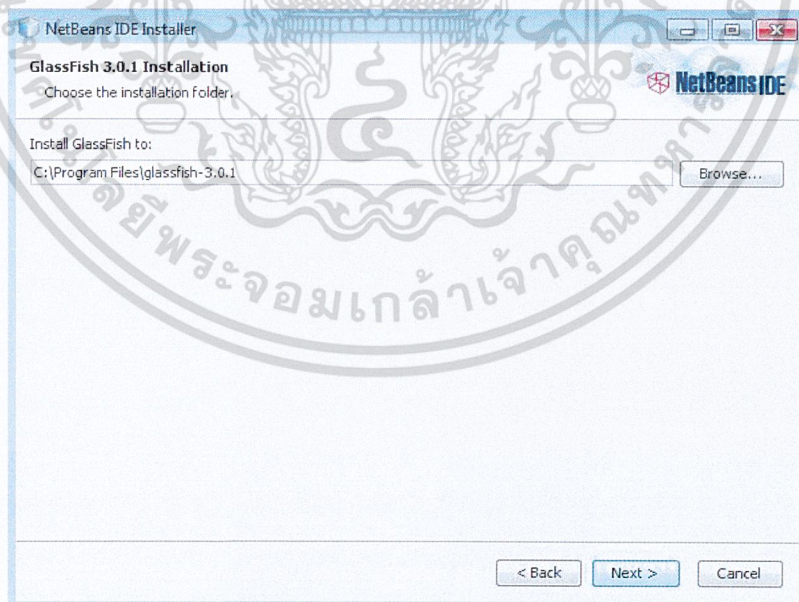 NetBeans IDE Installer
GlassFish 3.0.1 Installation
Choose the installation folder.
NetBeans IDE
Install GlassFish to:
C:\Program Files\glassfish-3.0.1
Browse...
< Back
Next >
Cancel